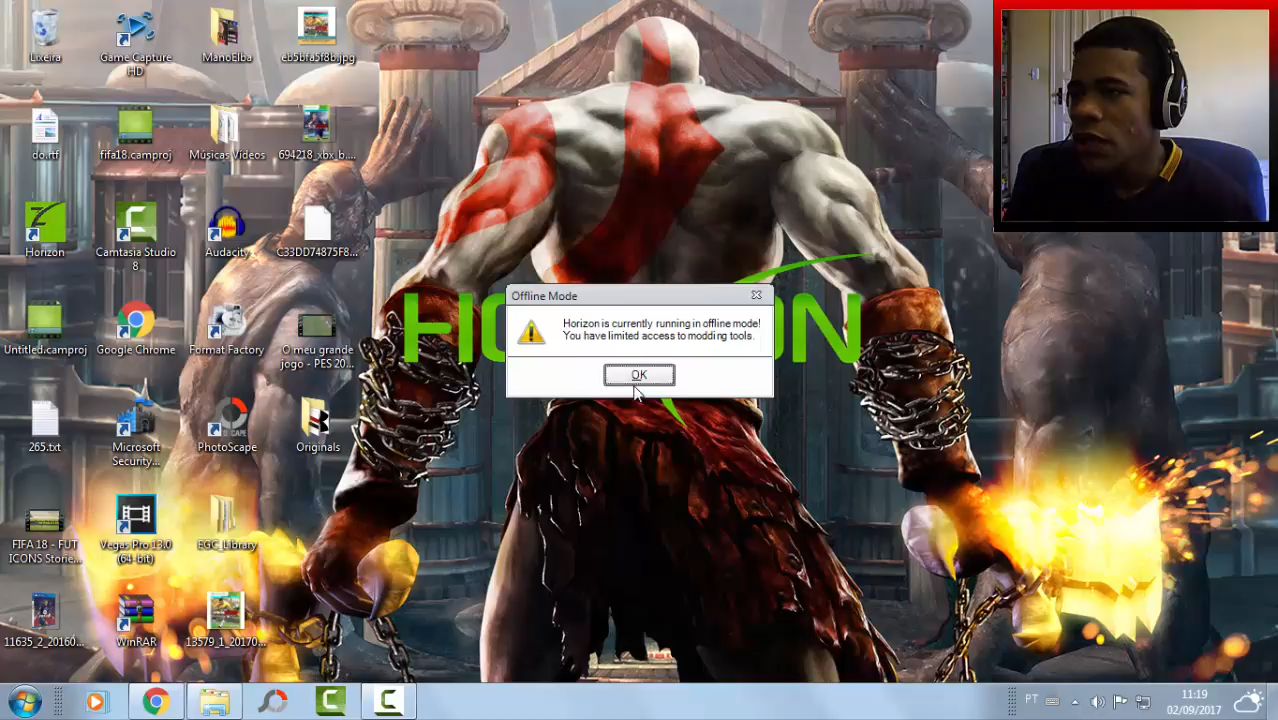 Lixeira
Game Capture
HD
ManoElba
eb5bfa5f8b.jpg
do.rtf
fifa18.camproj
Músicas Vídeos
694218_xbx_b...
Horizon
Camtasia Studio
8
Audacity
C33DD74875F8...
Untitled.camproj
Google Chrome
Format Factory
O meu grande
jogo - PES 20...
265.txt
Microsoft
Security...
PhotoScape
Originals
FIFA 18 - FUT
ICONS Storie...
Vegas Pro 13.0
(64-bit)
EGC_Library
11635_2_20160...
WinRAR
13579_1_20170...
Offline Mode
Horizon is currently running in offline mode!
You have limited access to modding tools.
OK
PT
11:19
02/09/2017